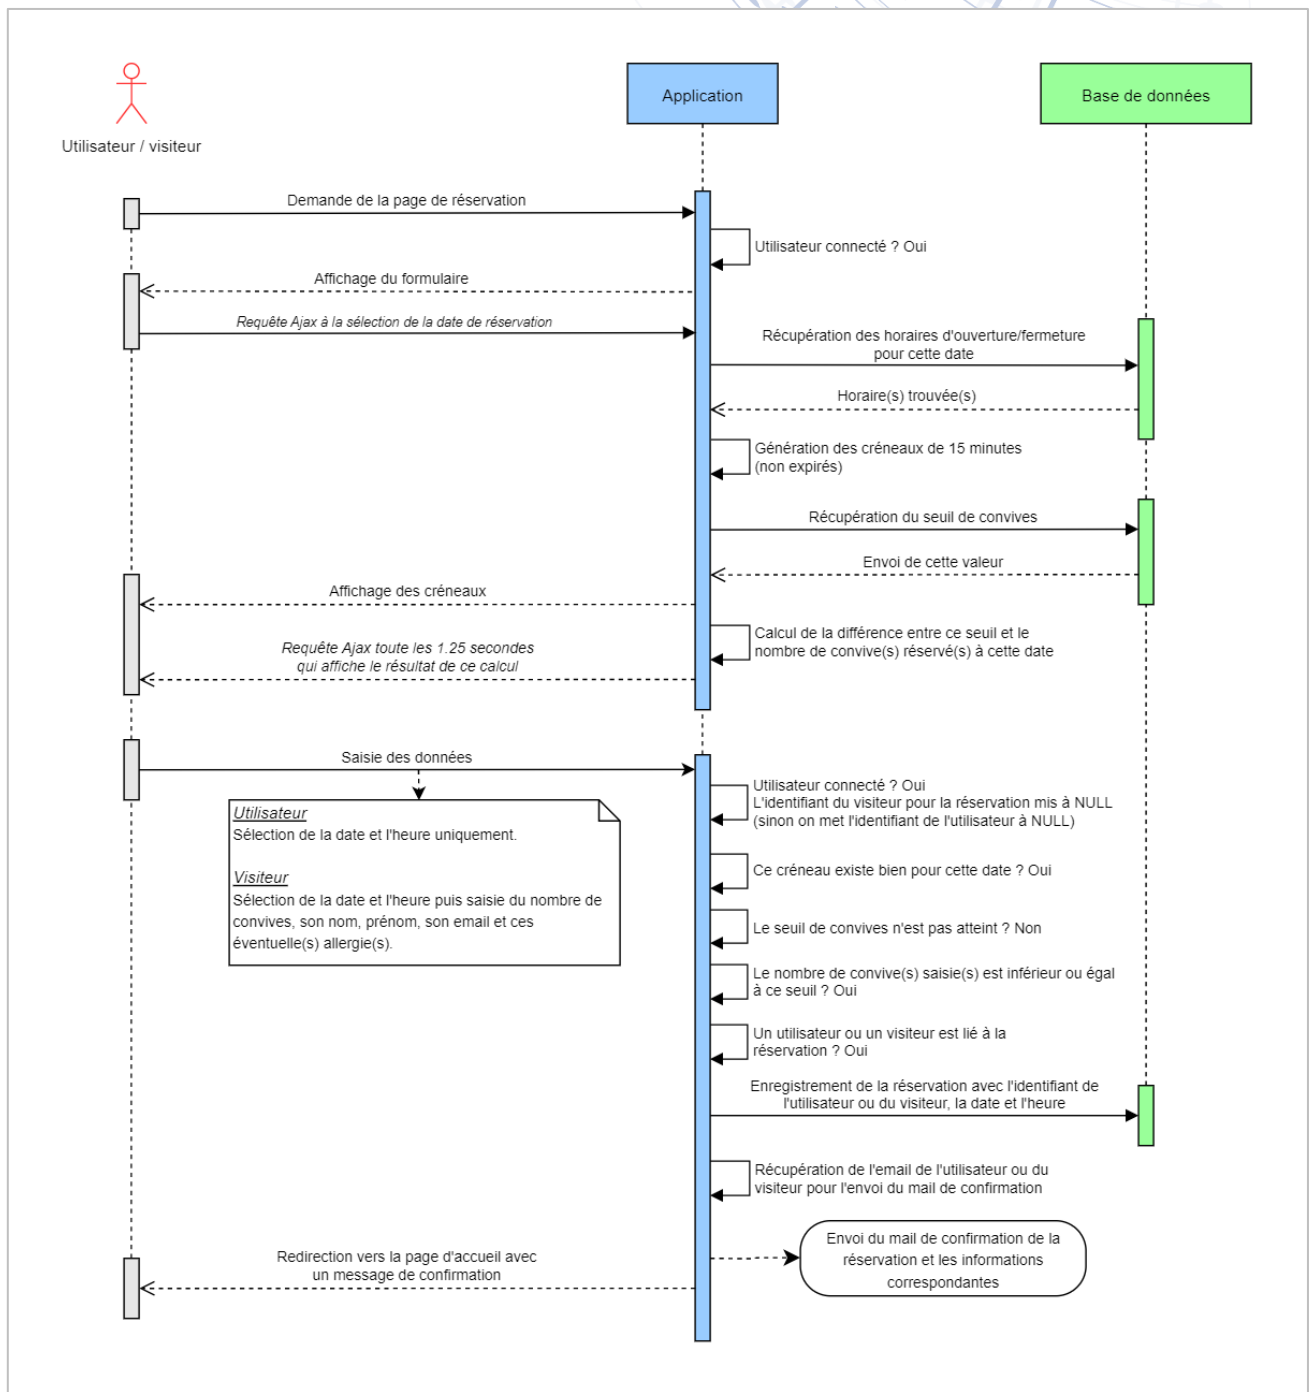 Application
Base de données
Utilisateur / visiteur
Demande de la page de réservation
Utilisateur connecté ? Oui
Affichage du formulaire
Requête Ajax à la sélection de la date de réservation
Récupération des horaires d'ouverture/fermeture
pour cette date
Horaire(s) trouvée(s)
Génération des créneaux de 15 minutes
(non expirés)
Récupération du seuil de convives
Envoi de cette valeur
Affichage des créneaux
Calcul de la différence entre ce seuil et le
nombre de convive(s) réservé(s) à cette date
Requête Ajax toute les 1.25 secondes
qui affiche le résultat de ce calcul
Saisie des données
Utilisateur
Sélection de la date et l'heure uniquement.
Visiteur
Sélection de la date et l'heure puis saisie du nombre de
convives, son nom, prénom, son email et ces
éventuelle(s) allergie(s).
Utilisateur connecté ? Oui
L'identifiant du visiteur pour la réservation mis à NULL
(sinon on met l'identifiant de l'utilisateur à NULL)
Ce créneau existe bien pour cette date ? Oui
Le seuil de convives n'est pas atteint ? Non
Le nombre de convive(s) saisie(s) est inférieur ou égal
à ce seuil ? Oui
Un utilisateur ou un visiteur est lié à la
réservation ? Oui
Enregistrement de la réservation avec l'identifiant de
l'utilisateur ou du visiteur, la date et l'heure
Récupération de l'email de l'utilisateur ou du
visiteur pour l'envoi du mail de confirmation
Envoi du mail de confirmation de la
réservation et les informations
correspondantes
Redirection vers la page d'accueil avec
un message de confirmation